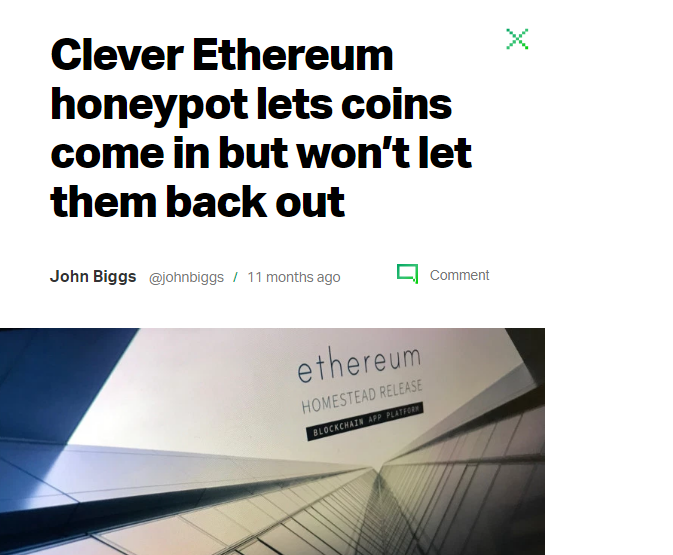 Clever Ethereum
honeypot lets coins
come in but won't let
them back out
John Biggs @johnbiggs / 11 months ago Comment
ethereum
HOMESTEAD RELEASE
BLOCKCHAIN APP PLATFORM